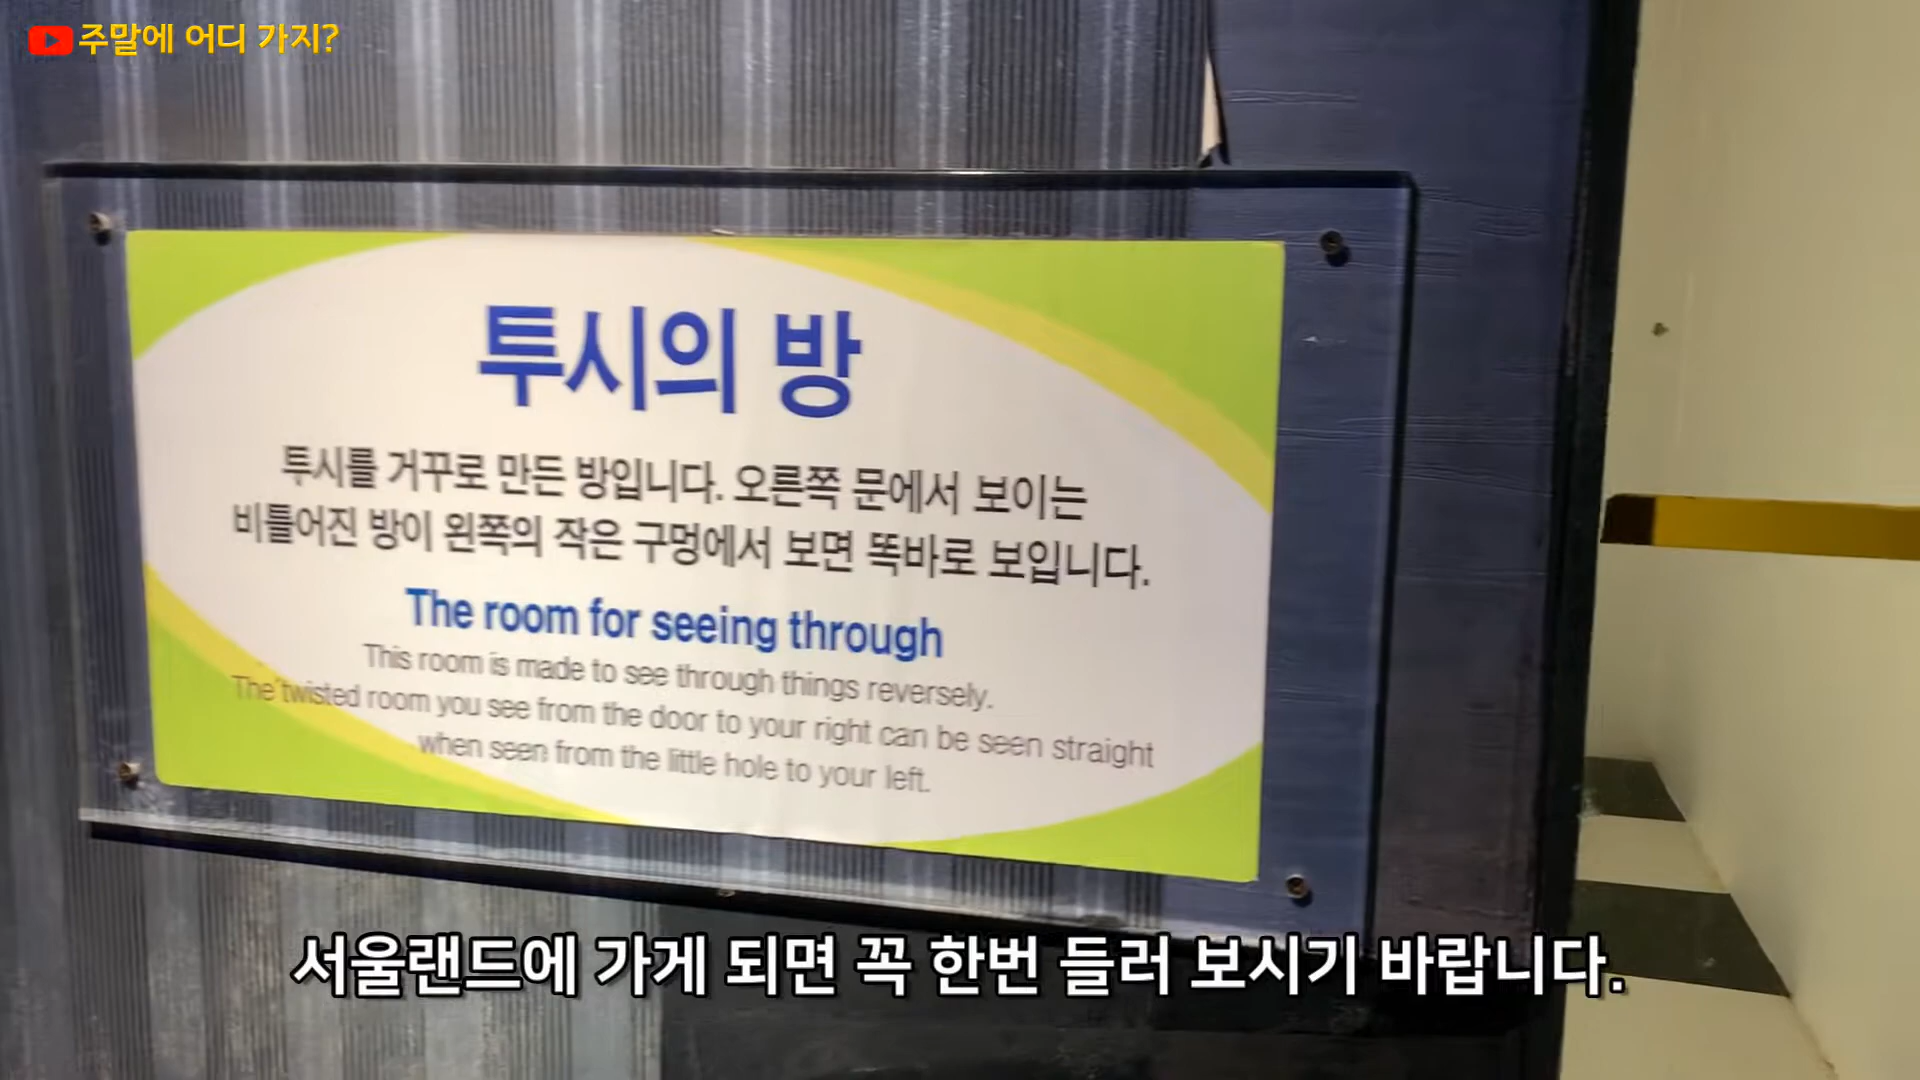 주말에 어디 가지?
투시의 방
투시를 거꾸로 만든 방입니다. 오른쪽 문에서 보이는
비틀어진 방이 왼쪽의 작은 구멍에서 보면 똑바로 보입니다.
The room for seeing through
This room is made to see through things reversely.
The twisted room you see from the door to your right can be seen straight
when seen from the little hole to your left.
서울랜드에 가게 되면 꼭 한번 들러 보시기 바랍니다.